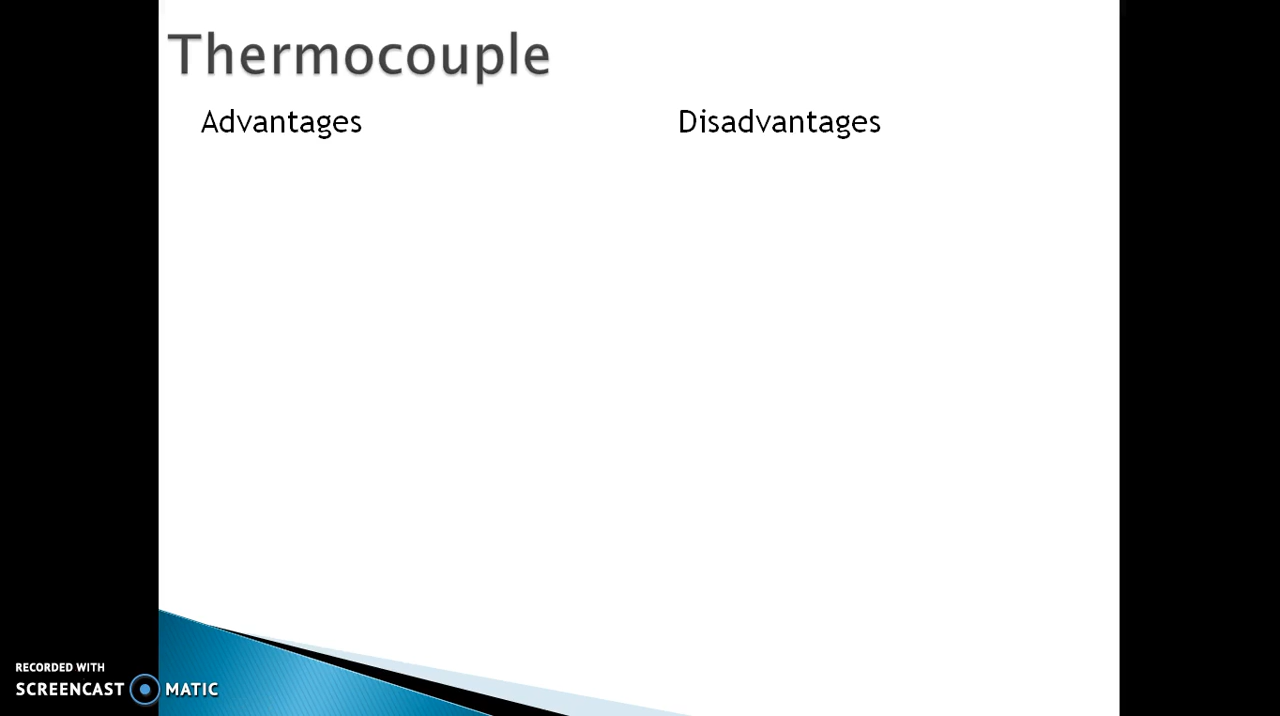 Thermocouple
Advantages
Disadvantages
RECORDED WITH
SCREENCAST MATIC